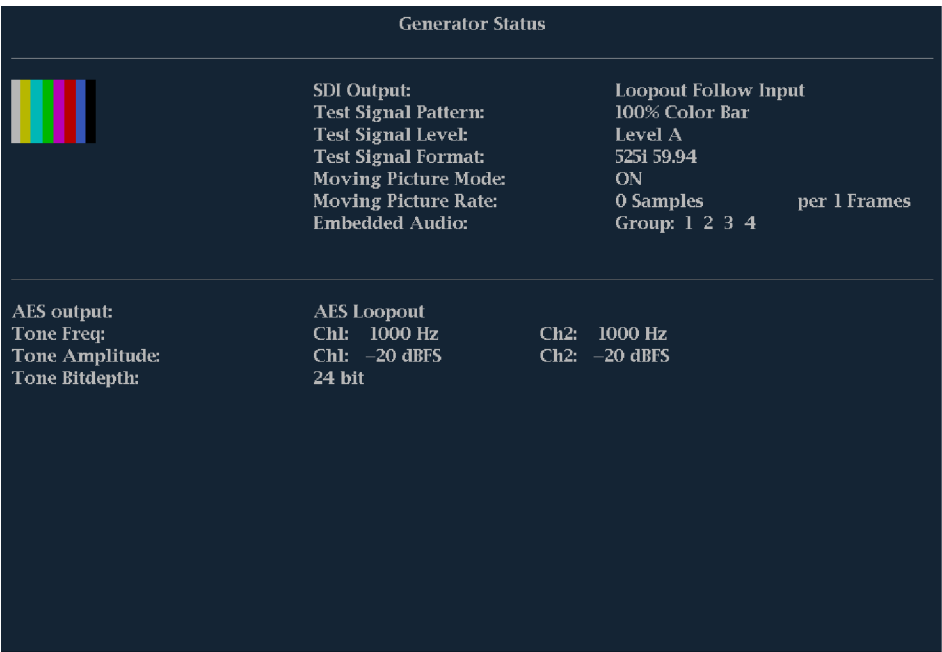 Generator Status
SDI Output: Loopout Follow Input
Test Signal Pattern: 100% Color Bar
Test Signal Level: Level A
Test Signal Format: 525i 59.94
Moving Picture Mode: ON
Moving Picture Rate: 0 Samples per 1 Frames
Embedded Audio: Group: 1 2 3 4
AES output: AES Loopout
Tone Freq: Ch1: 1000 Hz Ch2: 1000 Hz
Tone Amplitude: Ch1: −20 dBFS Ch2: −20 dBFS
Tone Bitdepth: 24 bit